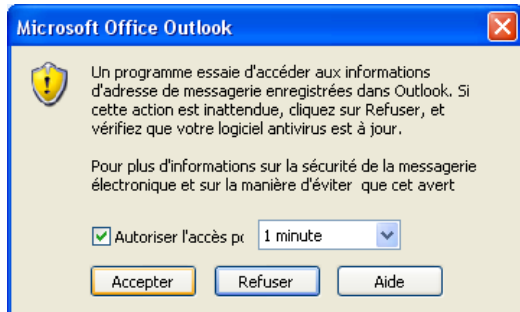 Microsoft Office Outlook
Un programme essaie d'accéder aux informations
d'adresse de messagerie enregistrées dans Outlook. Si
cette action est inattendue, cliquez sur Refuser, et
vérifiez que votre logiciel antivirus est à jour.
Pour plus d'informations sur la sécurité de la messagerie
électronique et sur la manière d'éviter que cet avert
Autoriser l'accès po 1 minute
Accepter Refuser Aide